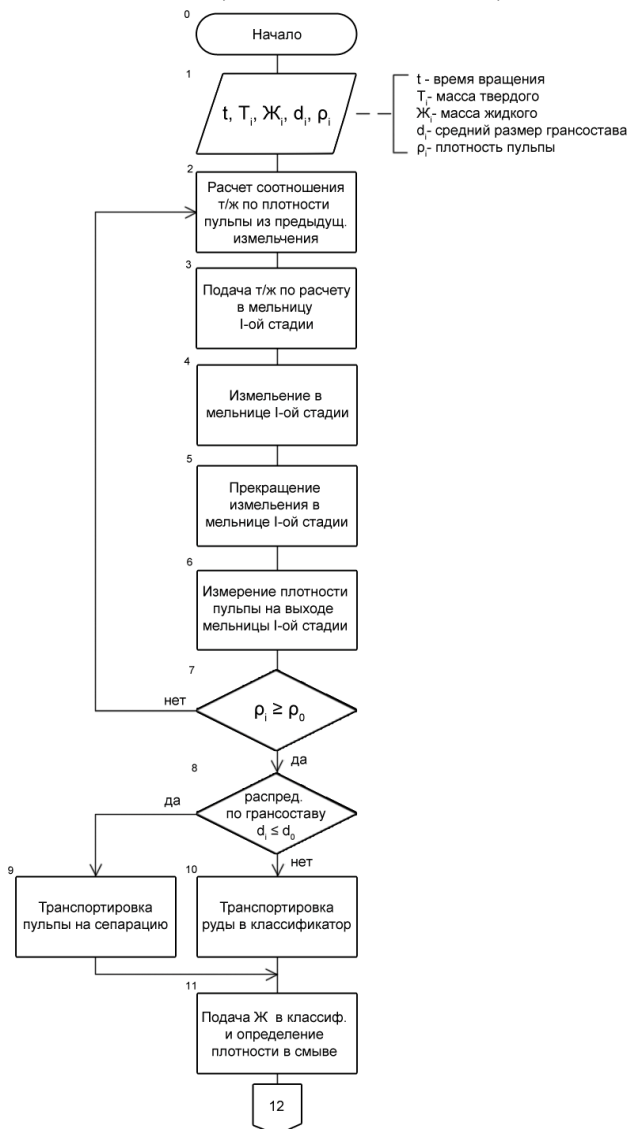 0
Начало
1
t, Tᵢ, Жᵢ, dᵢ, ρᵢ
t - время вращения
Tᵢ- масса твердого
Жᵢ- масса жидкого
dᵢ- средний размер грансостава
ρᵢ- плотность пульпы
2
Расчет соотношения
т/ж по плотности
пульпы из предыдущ.
измельчения
3
Подача т/ж по расчету
в мельницу
I-ой стадии
4
Измельение в
мельнице I-ой стадии
5
Прекращение
измельения в
мельнице I-ой стадии
6
Измерение плотности
пульпы на выходе
мельницы I-ой стадии
7
нет
ρᵢ ≥ ρ₀
да
8
да
распред.
по грансоставу
dᵢ ≤ d₀
нет
9
Транспортировка
пульпы на сепарацию
10
Транспортировка
руды в классификатор
11
Подача Ж в классиф.
и определение
плотности в смыве
12